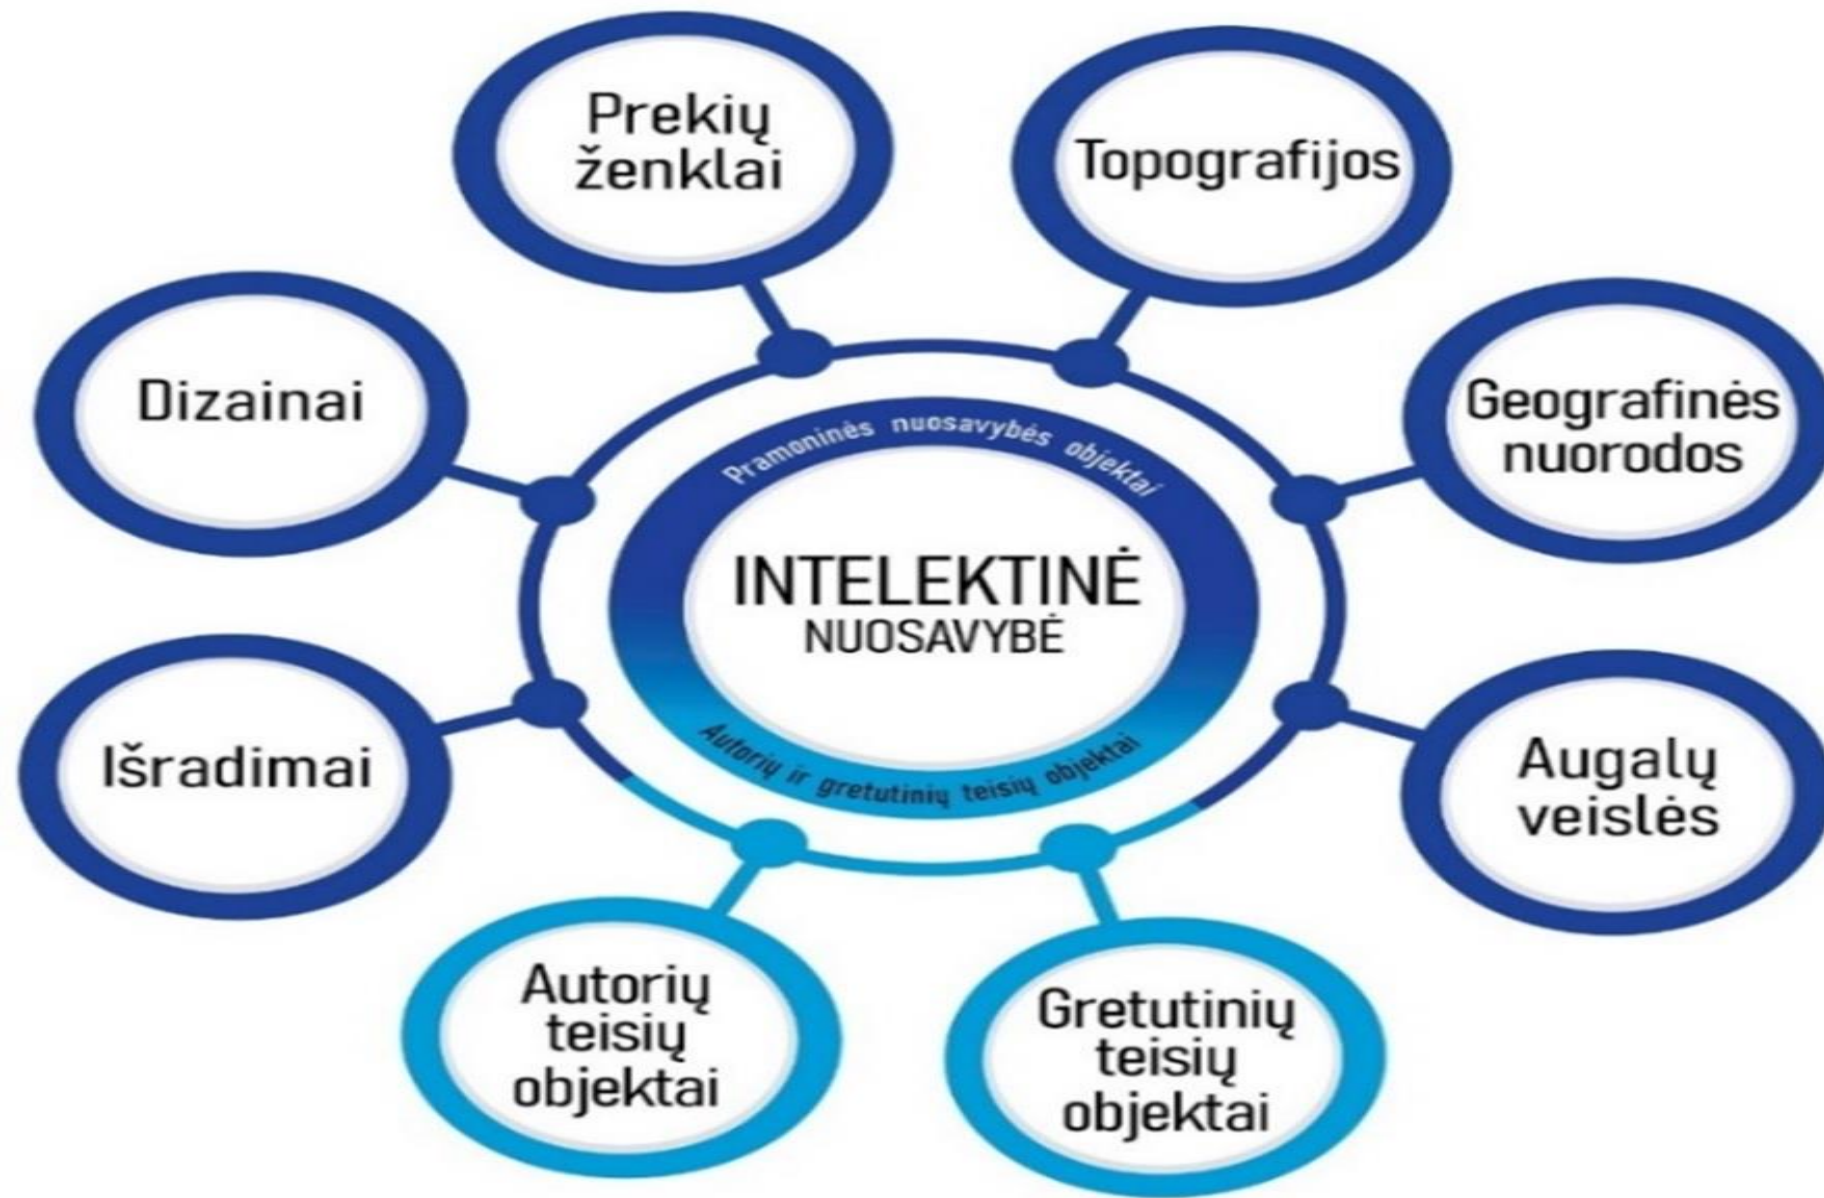 Prekių
ženklai
Topografijos
Dizainai
Geografinės
nuorodos
Pramoninės nuosavybės objektai
INTELEKTINĖ
NUOSAVYBĖ
Autorių ir gretutinių teisių objektai
Išradimai
Augalų
veislės
Autorių
teisių
objektai
Gretutinių
teisių
objektai